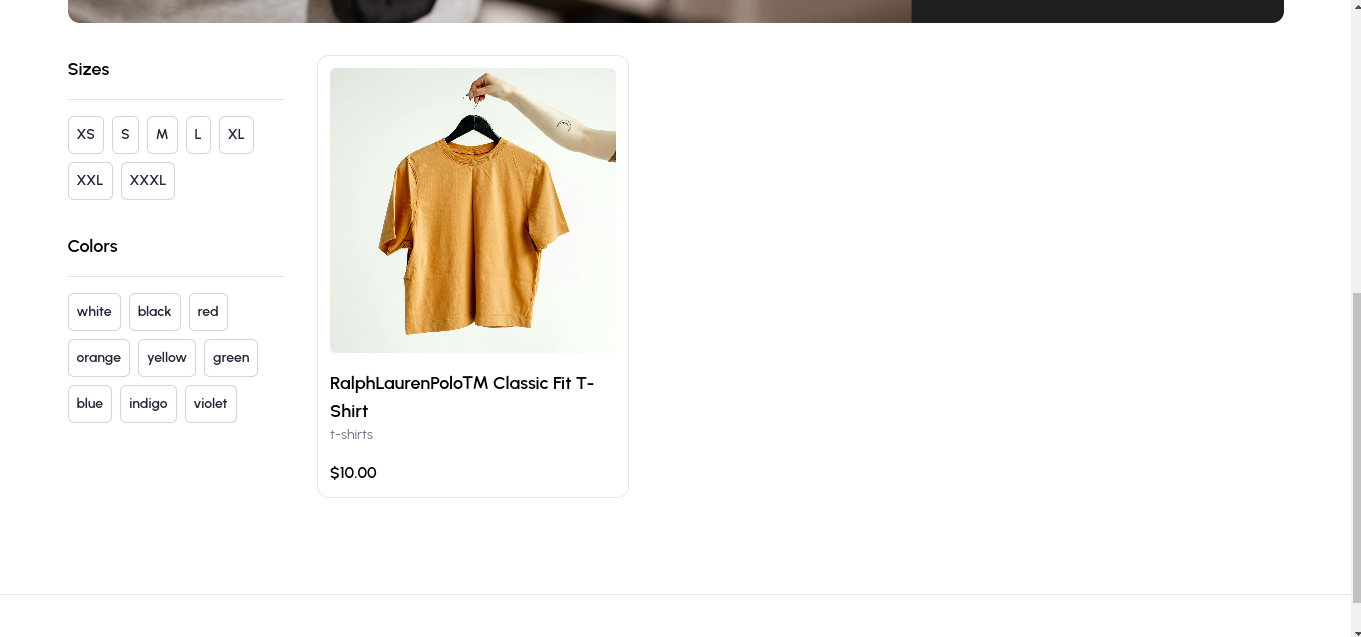 Sizes
XS S M L XL
XXL XXXL
Colors
white black red
orange yellow green
blue indigo violet
RalphLaurenPoloTM Classic Fit T-
Shirt
t-shirts
$10.00